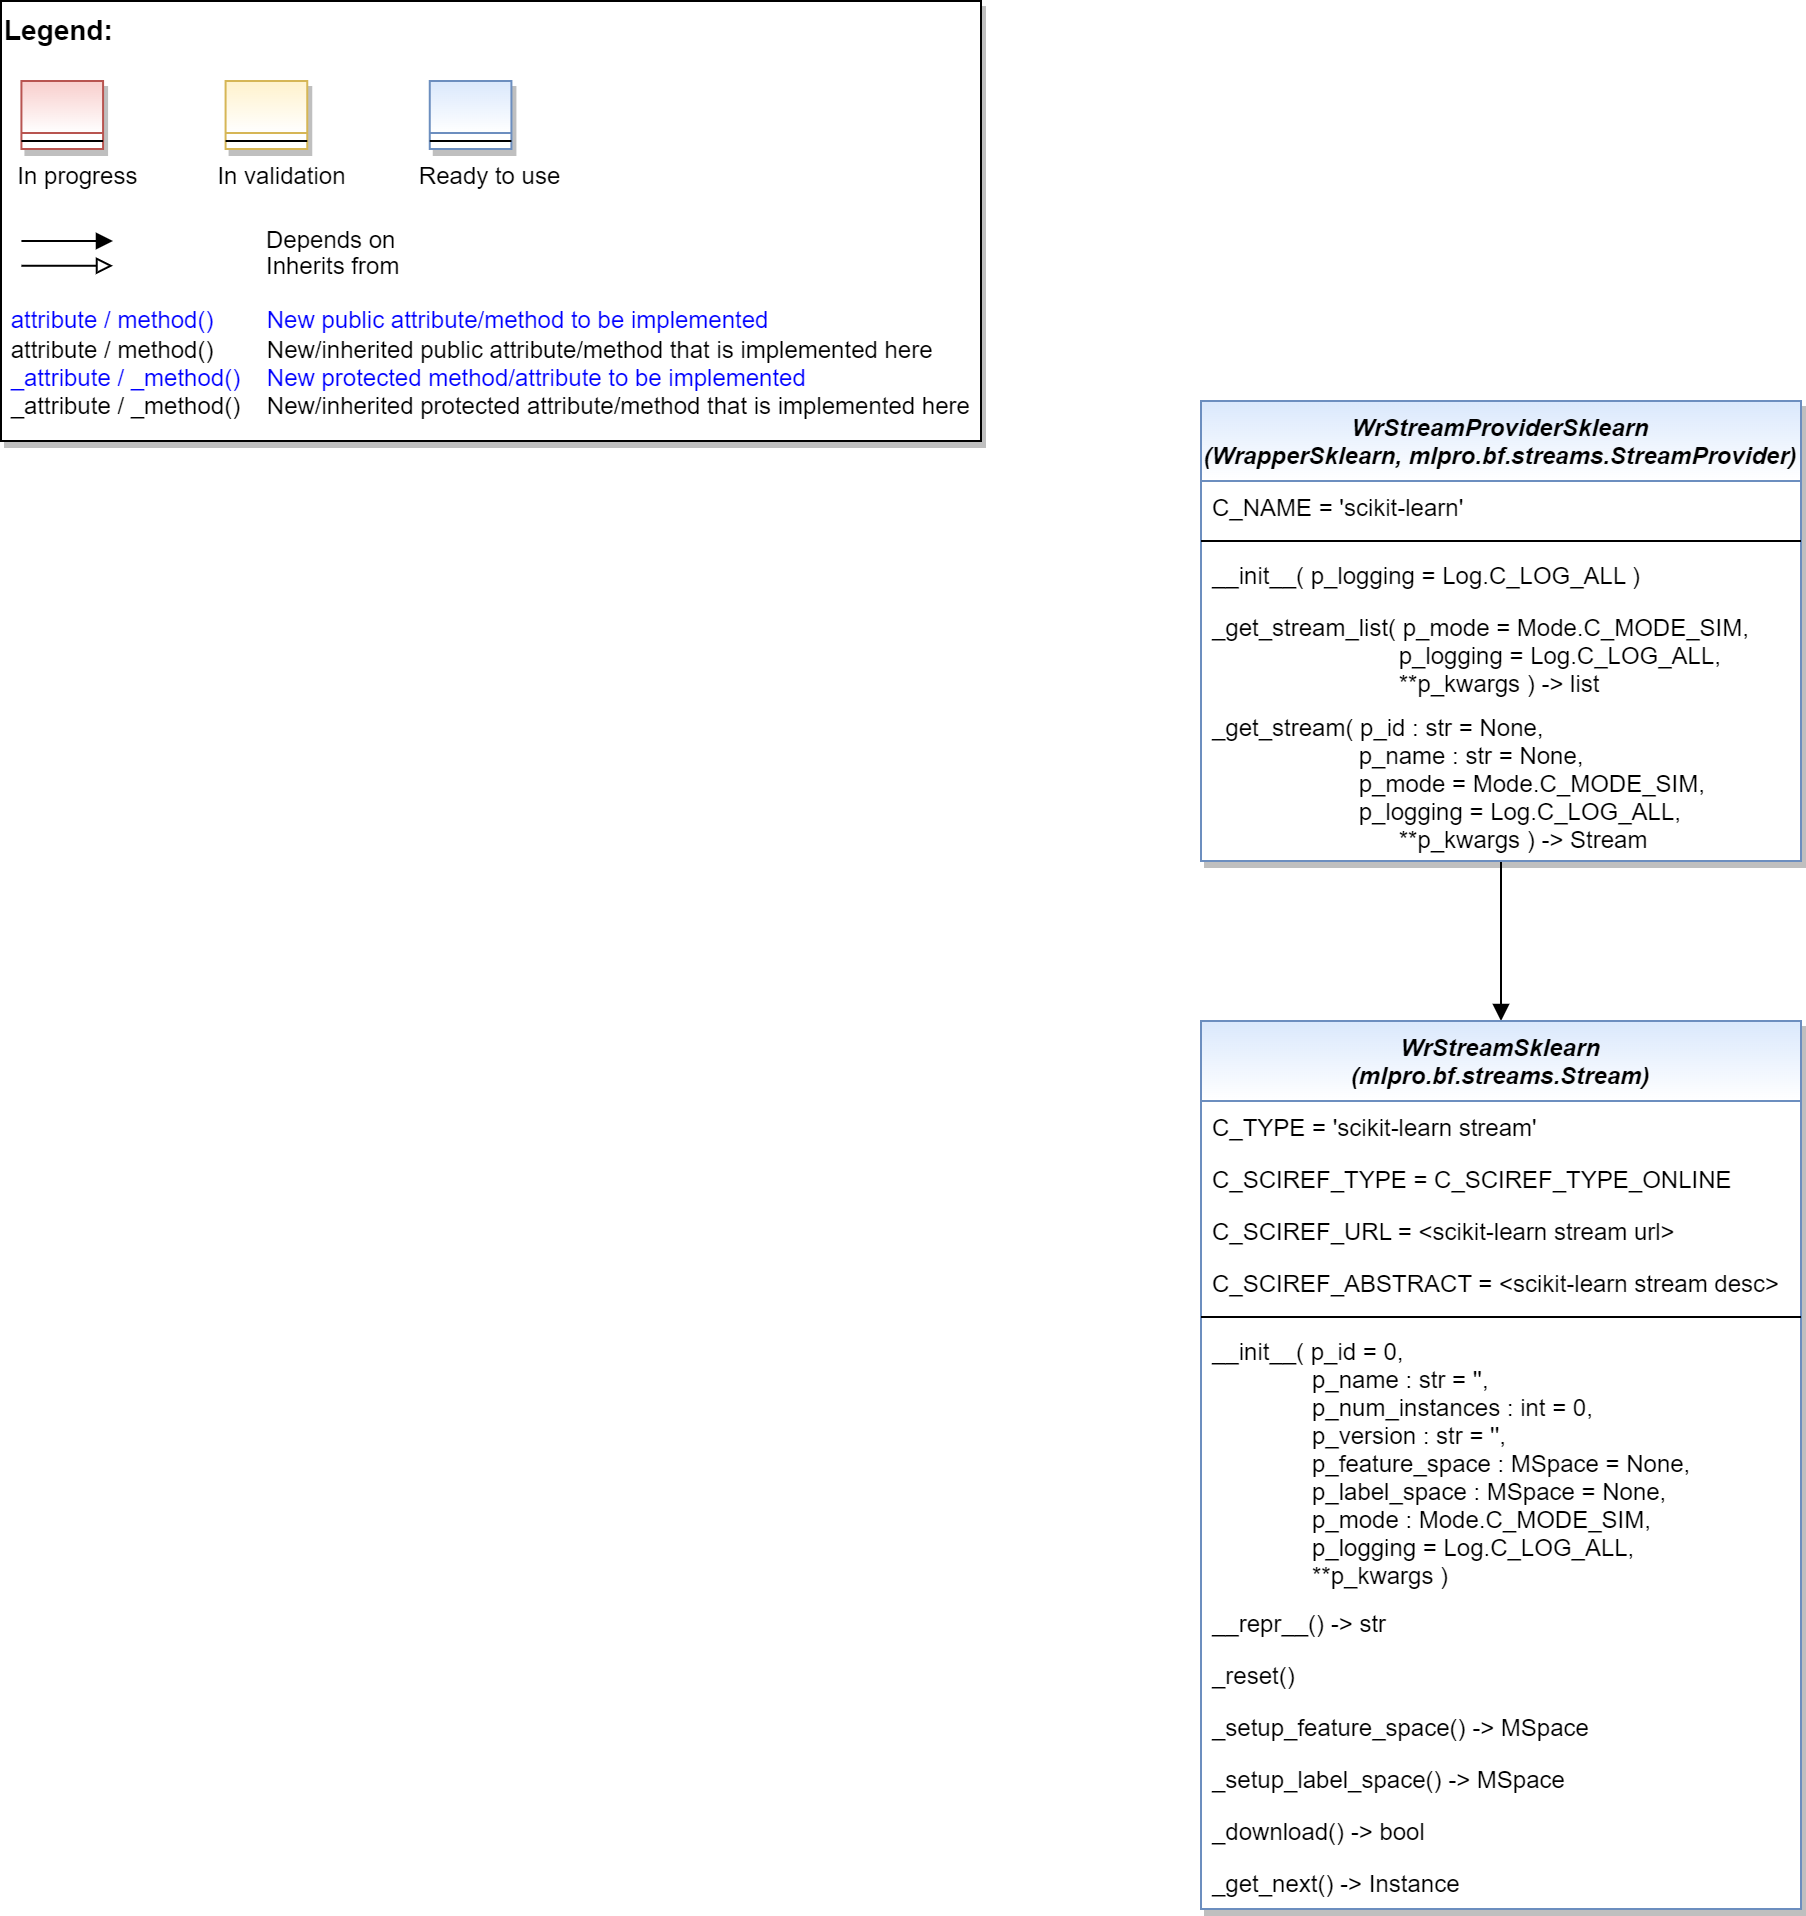 Legend:
In progress
In validation
Ready to use
Depends on
Inherits from
attribute / method() New public attribute/method to be implemented
attribute / method() New/inherited public attribute/method that is implemented here
_attribute / _method() New protected method/attribute to be implemented
_attribute / _method() New/inherited protected attribute/method that is implemented here
WrStreamProviderSklearn
(WrapperSklearn, mlpro.bf.streams.StreamProvider)
C_NAME = 'scikit-learn'
__init__( p_logging = Log.C_LOG_ALL )
_get_stream_list( p_mode = Mode.C_MODE_SIM,
p_logging = Log.C_LOG_ALL,
**p_kwargs ) -> list
_get_stream( p_id : str = None,
p_name : str = None,
p_mode = Mode.C_MODE_SIM,
p_logging = Log.C_LOG_ALL,
**p_kwargs ) -> Stream
WrStreamSklearn
(mlpro.bf.streams.Stream)
C_TYPE = 'scikit-learn stream'
C_SCIREF_TYPE = C_SCIREF_TYPE_ONLINE
C_SCIREF_URL = <scikit-learn stream url>
C_SCIREF_ABSTRACT = <scikit-learn stream desc>
__init__( p_id = 0,
p_name : str = '',
p_num_instances : int = 0,
p_version : str = '',
p_feature_space : MSpace = None,
p_label_space : MSpace = None,
p_mode : Mode.C_MODE_SIM,
p_logging = Log.C_LOG_ALL,
**p_kwargs )
__repr__() -> str
_reset()
_setup_feature_space() -> MSpace
_setup_label_space() -> MSpace
_download() -> bool
_get_next() -> Instance